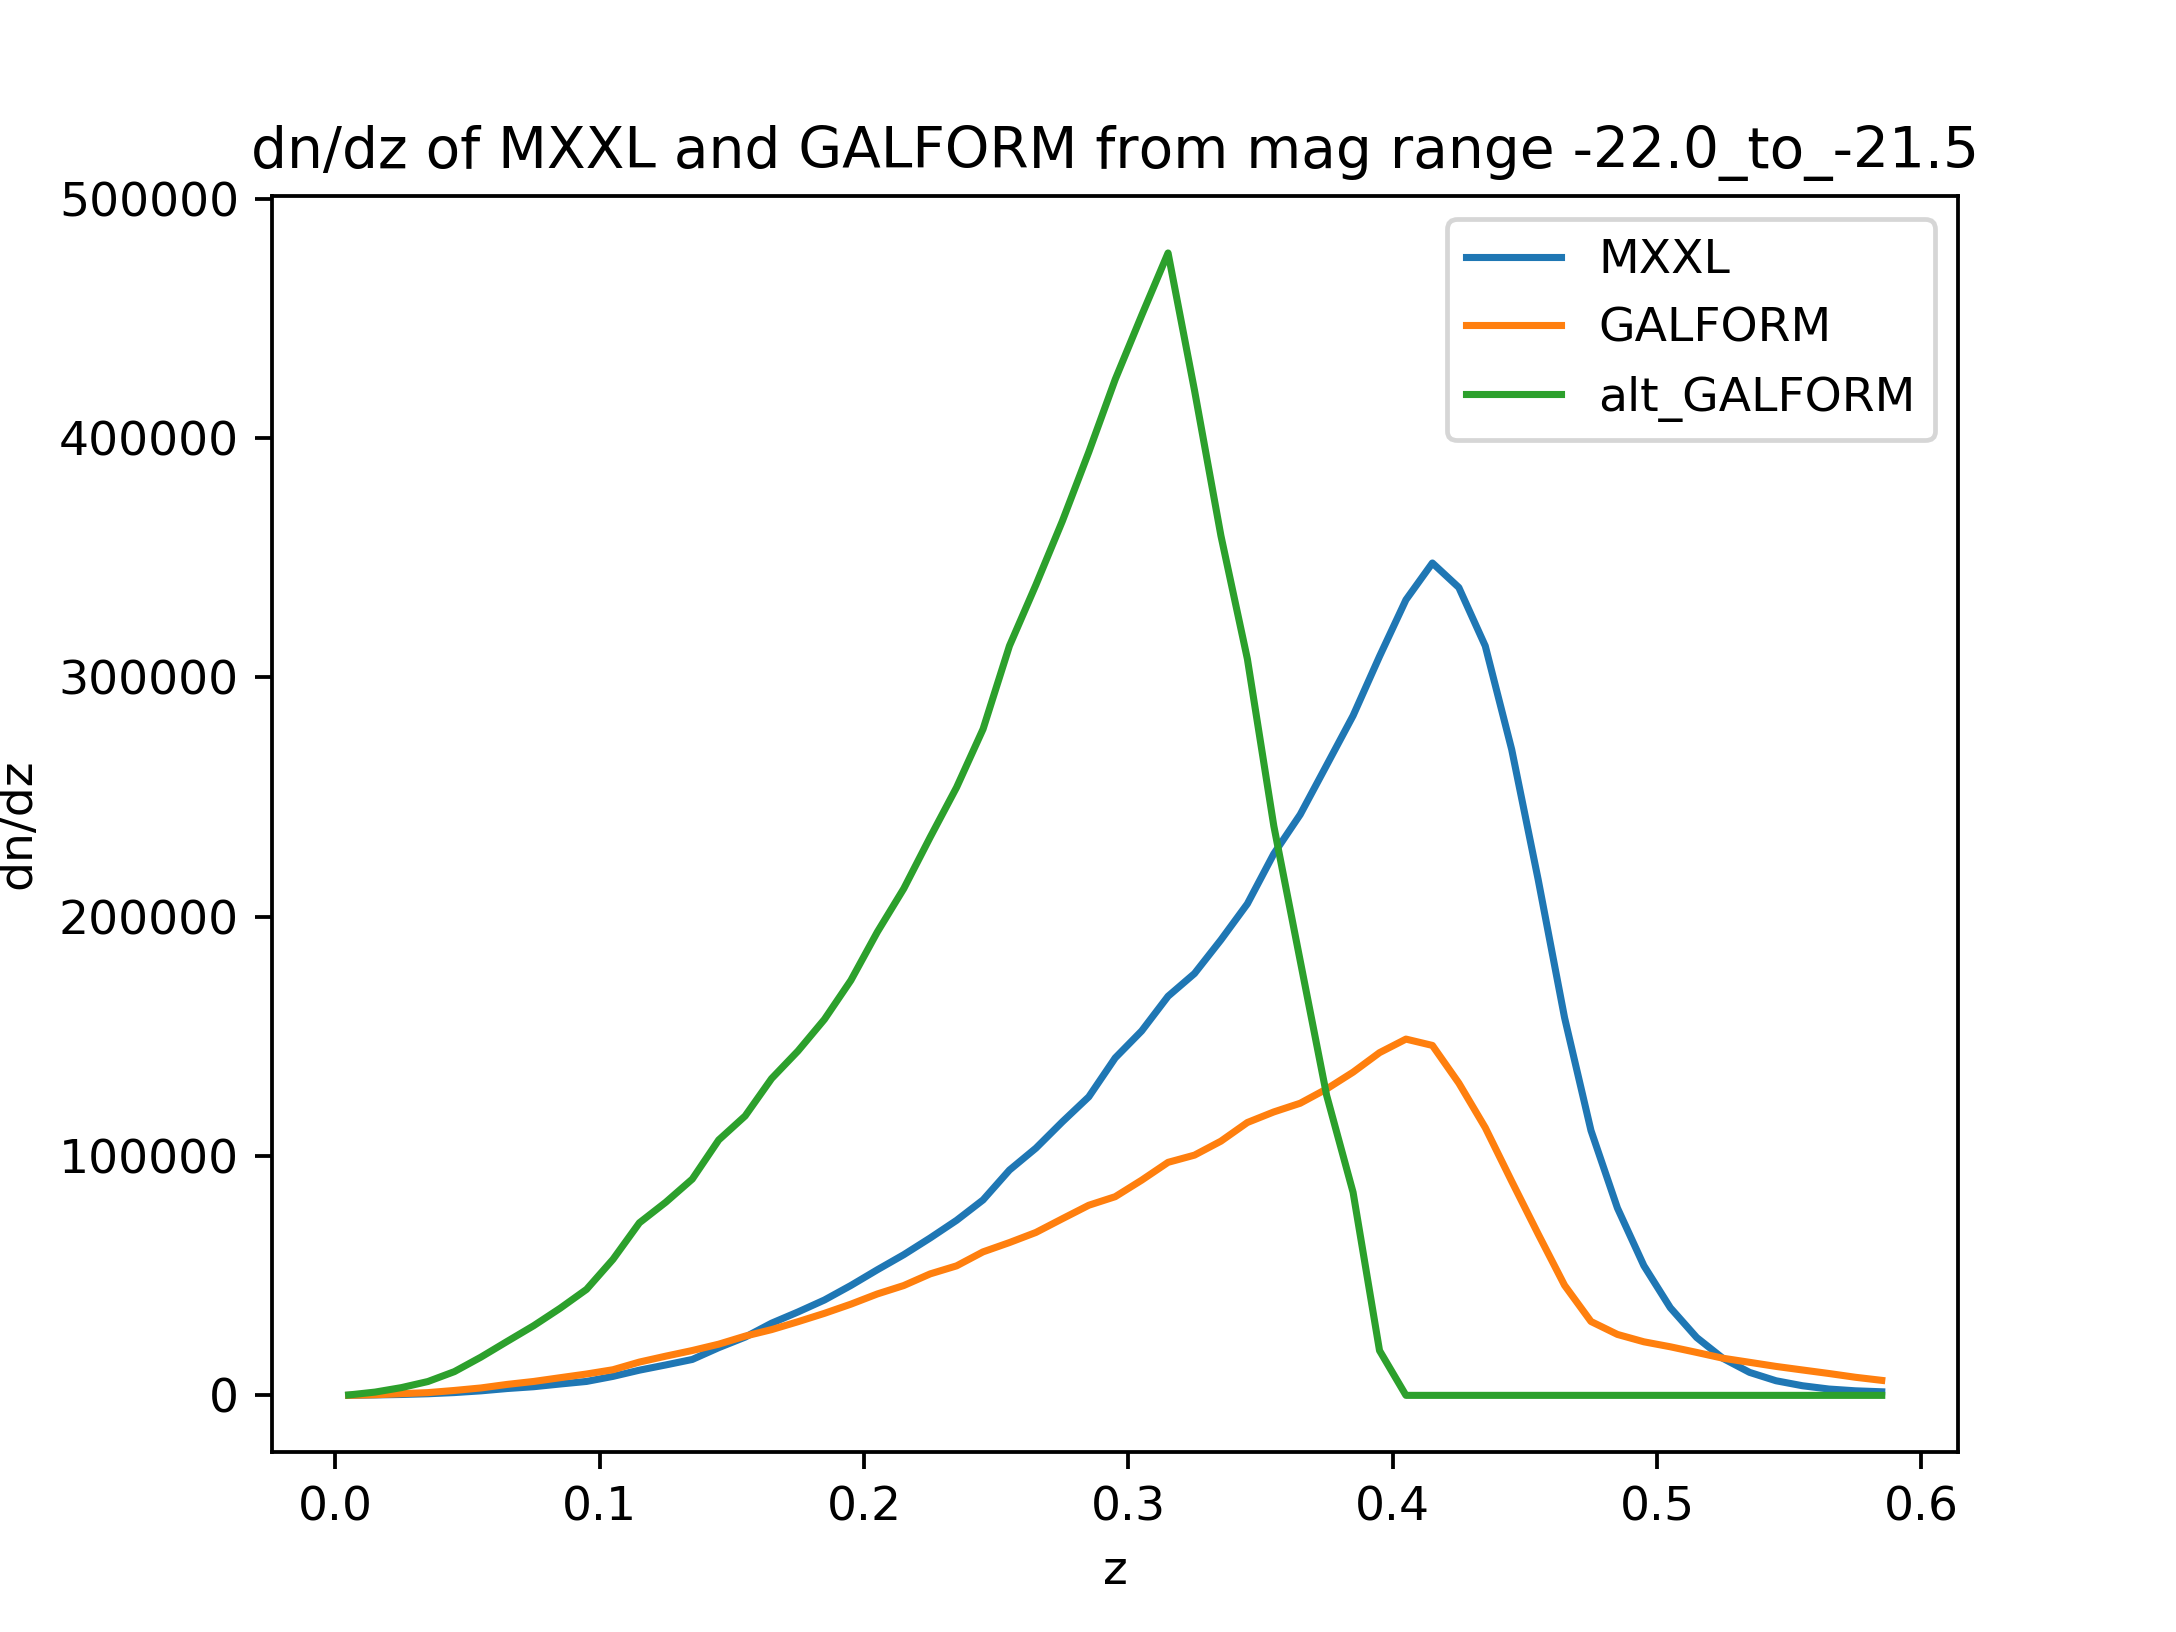 dn/dz of MXXL and GALFORM from mag range -22.0_to_-21.5
500000
400000
300000
200000
100000
0
dn/dz
MXXL
GALFORM
alt_GALFORM
0.0 0.1 0.2 0.3 0.4 0.5 0.6
z